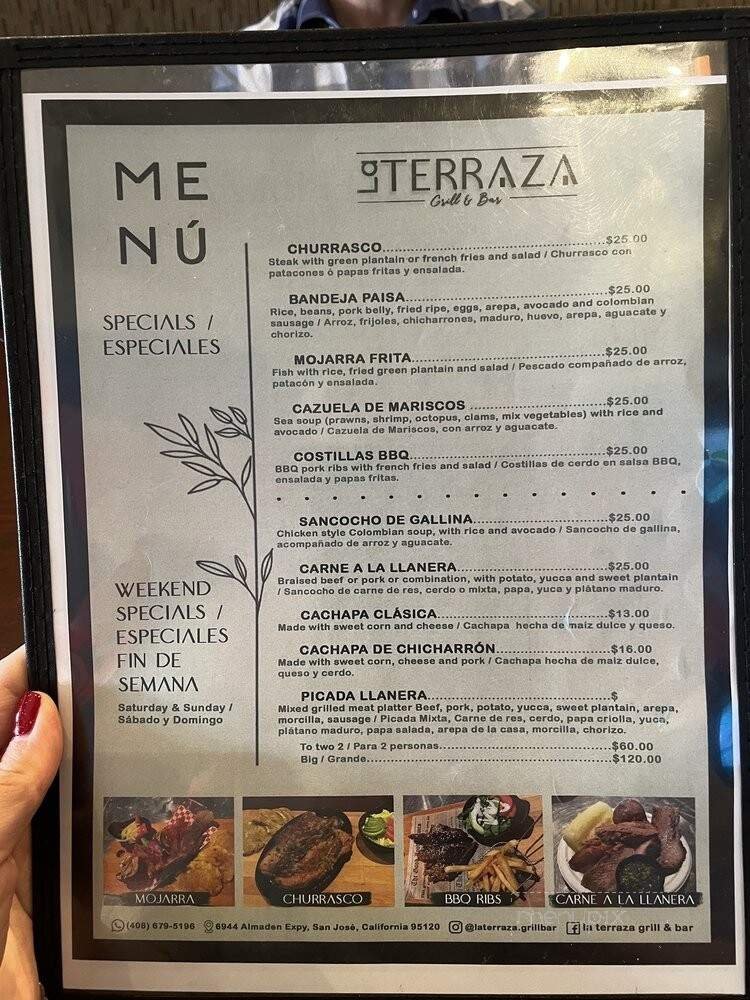 ME
NÚ
La TERRAZA
Grill & Bar
SPECIALS /
ESPECIALES
CHURRASCO...$25.00
Steak with green plantain or french fries and salad / Churrasco con
patacones ó papas fritas y ensalada.
BANDEJA PAISA...$25.00
Rice, beans, pork belly, fried ripe, eggs, arepa, avocado and colombian
sausage / Arroz, frijoles, chicharrones, maduro, huevo, arepa, aguacate y
chorizo.
MOJARRA FRITA...$25.00
Fish with rice, fried green plantain and salad / Pescado compañado de arroz,
patacón y ensalada.
CAZUELA DE MARISCOS ...$25.00
Sea soup (prawns, shrimp, octopus, clams, mix vegetables) with rice and
avocado / Cazuela de Mariscos, con arroz y aguacate.
COSTILLAS BBQ...$25.00
BBQ pork ribs with french fries and salad / Costillas de cerdo en salsa BBQ,
ensalada y papas fritas.
WEEKEND
SPECIALS /
ESPECIALES
FIN DE
SEMANA
Saturday & Sunday /
Sábado y Domingo
SANCOCHO DE GALLINA...$25.00
Chicken style Colombian soup, with rice and avocado / Sancocho de gallina,
acompañado de arroz y aguacate.
CARNE A LA LLANERA...$25.00
Braised beef or pork or combination, with potato, yucca and sweet plantain
/ Sancocho de carne de res, cerdo o mixta, papa, yuca y plátano maduro.
CACHAPA CLÁSICA...$13.00
Made with sweet corn and cheese / Cachapa hecha de maiz dulce y queso.
CACHAPA DE CHICHARRÓN...$16.00
Made with sweet corn, cheese and pork / Cachapa hecha de maiz dulce,
queso y cerdo.
PICADA LLANERA...$
Mixed grilled meat platter Beef, pork, potato, yucca, sweet plantain, arepa,
morcilla, sausage / Picada Mixta, Carne de res, cerdo, papa criolla, yuca,
plátano maduro, papa salada, arepa de la casa, morcilla, chorizo.
To two 2 / Para 2 personas...$60.00
Big / Grande...$120.00
MOJARRA
CHURRASCO
BBQ RIBS
CARNE A LA LLANERA
menupix
(408) 679-5196 6944 Almaden Expy, San José, California 95120 @laterraza.grillbar la terraza grill & bar